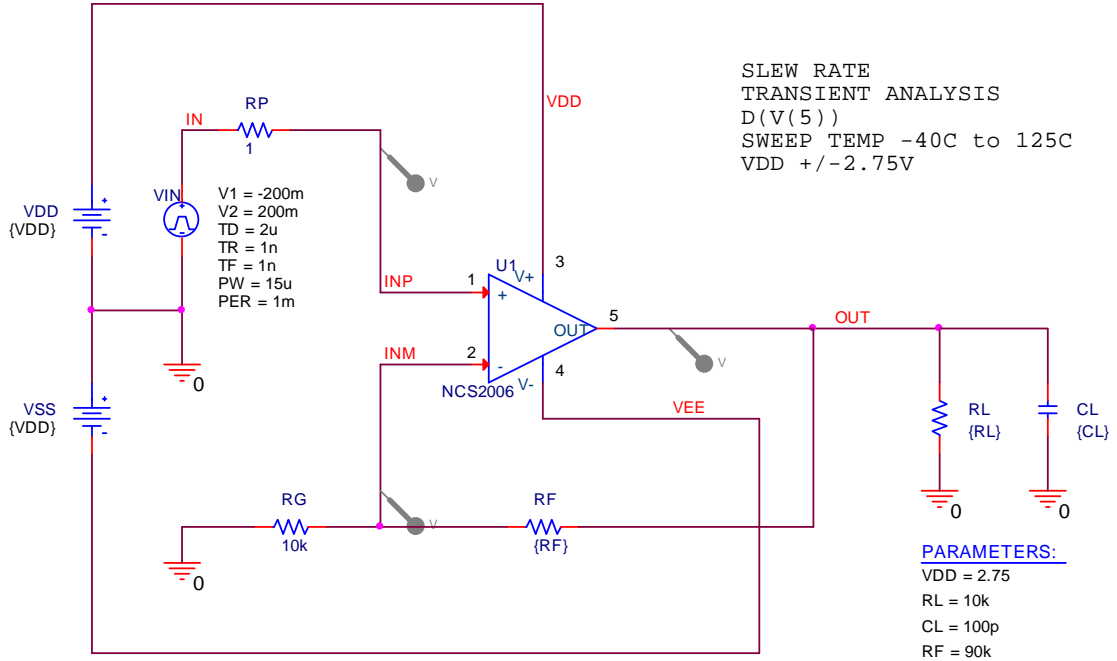 SLEW RATE
TRANSIENT ANALYSIS
D(V(5))
SWEEP TEMP -40C to 125C
VDD +/-2.75V
IN
RP
1
VDD
V
VIN
V1 = -200m
V2 = 200m
TD = 2u
TR = 1n
TF = 1n
PW = 15u
PER = 1m
+
-
VDD
{VDD}
+
-
0
INP
1
U1
V+
3
+
OUT
5
OUT
V
INM
2
-
V-
4
NCS2006
VEE
VSS
{VDD}
+
-
RL
{RL}
0
CL
{CL}
0
RG
10k
0
V
RF
{RF}
PARAMETERS:
VDD = 2.75
RL = 10k
CL = 100p
RF = 90k